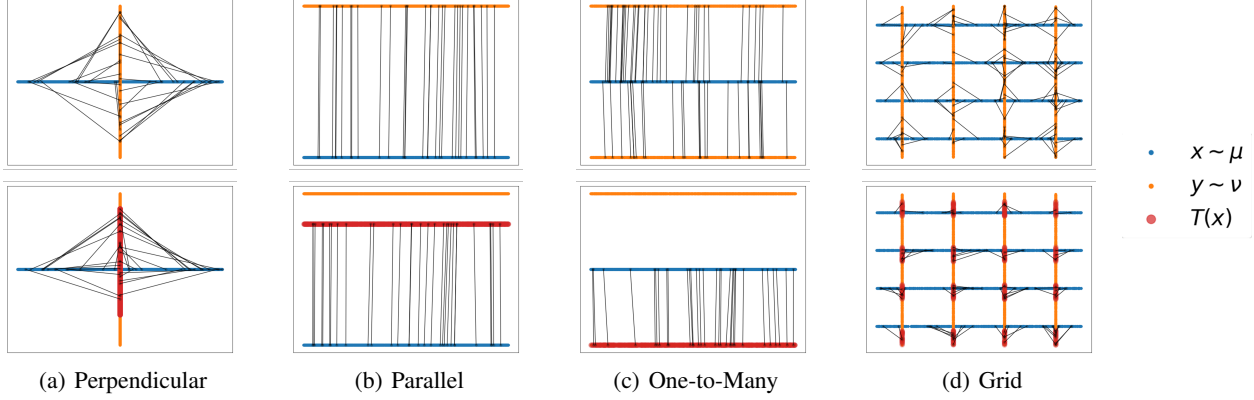 x ~ μ
y ~ ν
T(x)
(a) Perpendicular
(b) Parallel
(c) One-to-Many
(d) Grid